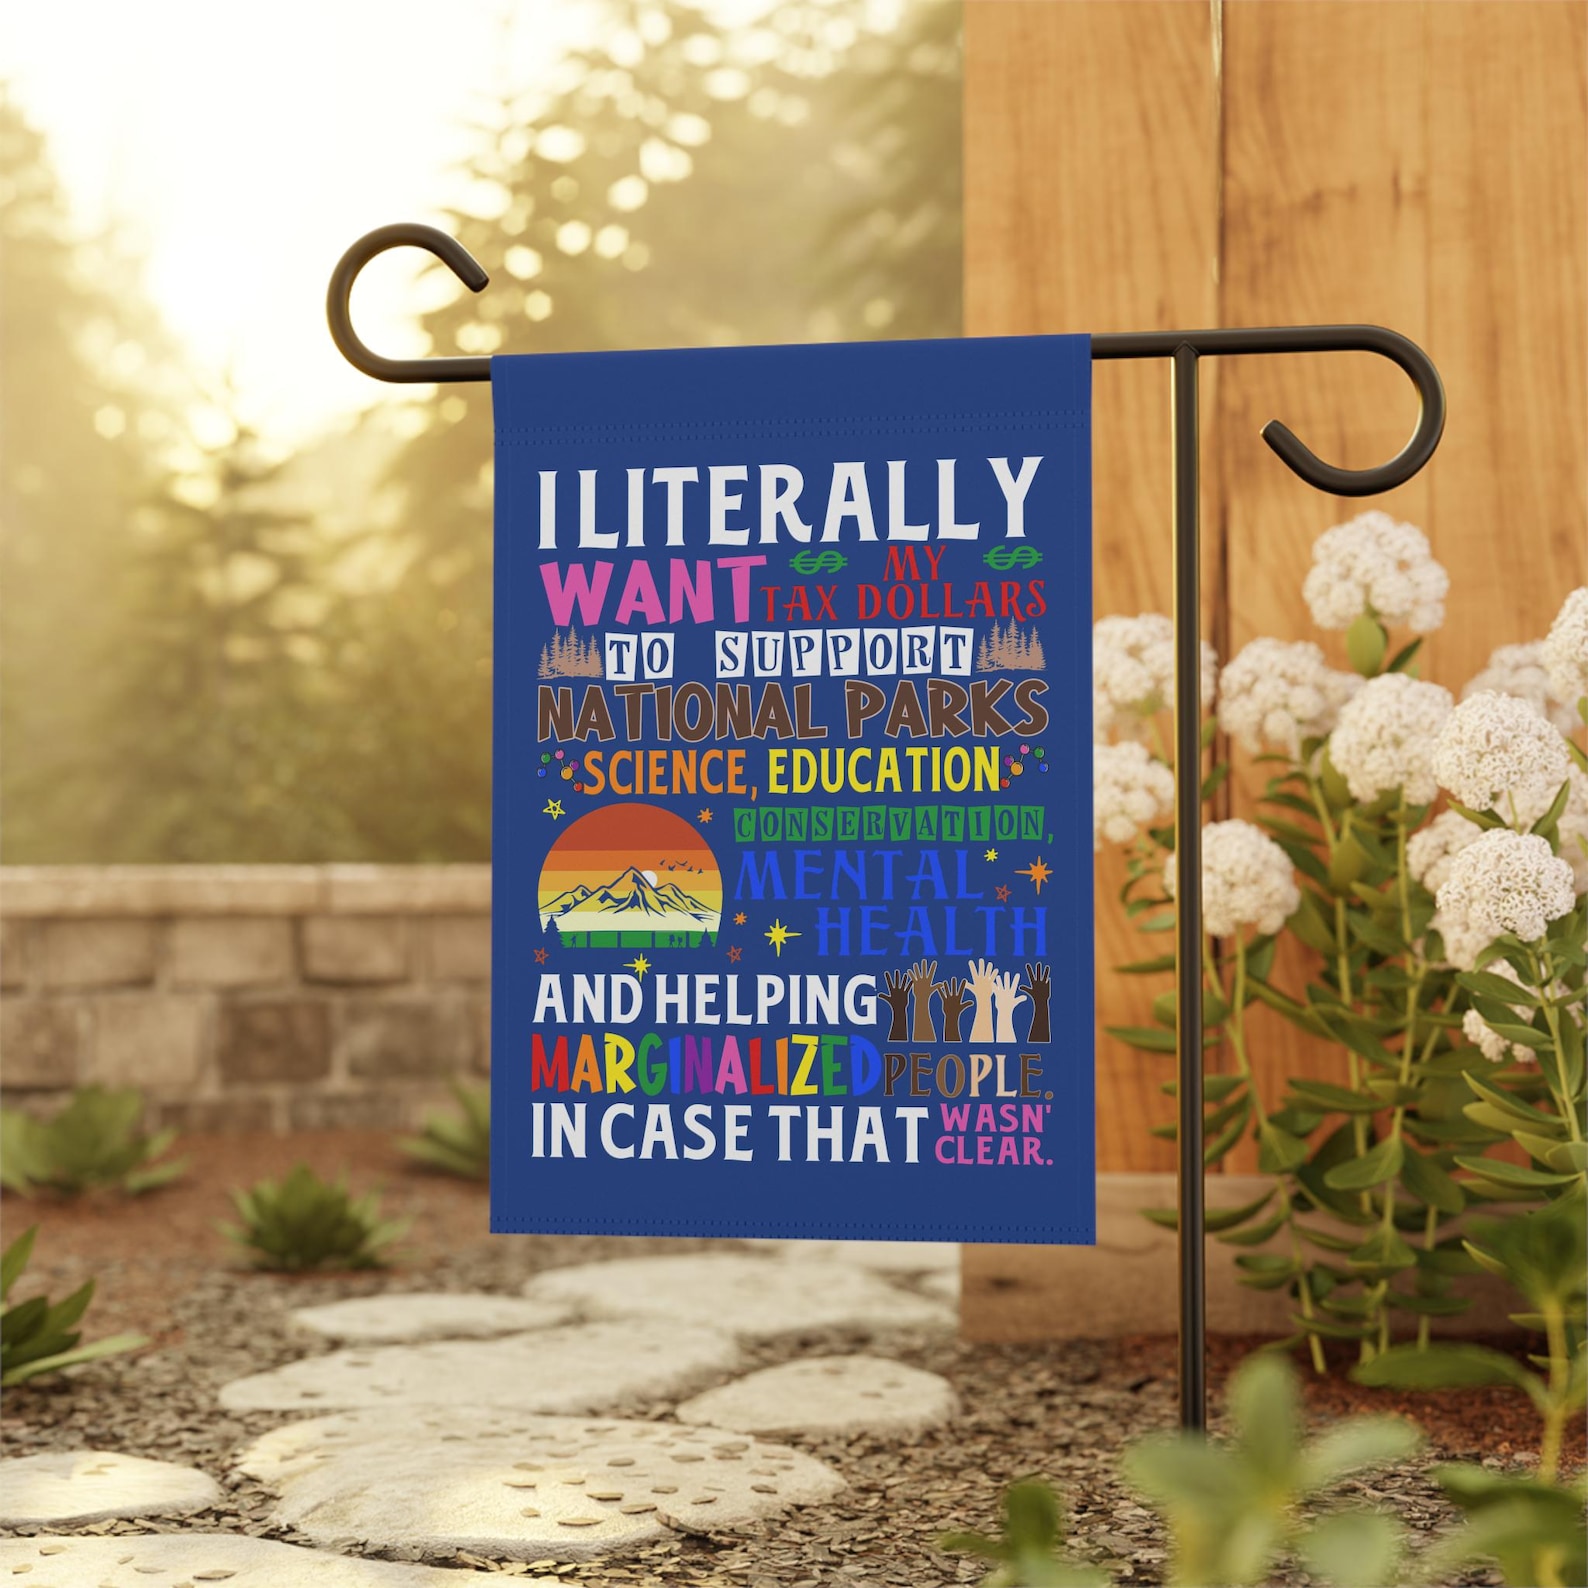 I LITERALLY
WANT $ MY $
TAX DOLLARS
TO SUPPORT
NATIONAL PARKS
SCIENCE, EDUCATION
CONSERVATION,
MENTAL
HEALTH
AND HELPING
MARGINALIZED PEOPLE.
IN CASE THAT WASN'
CLEAR.